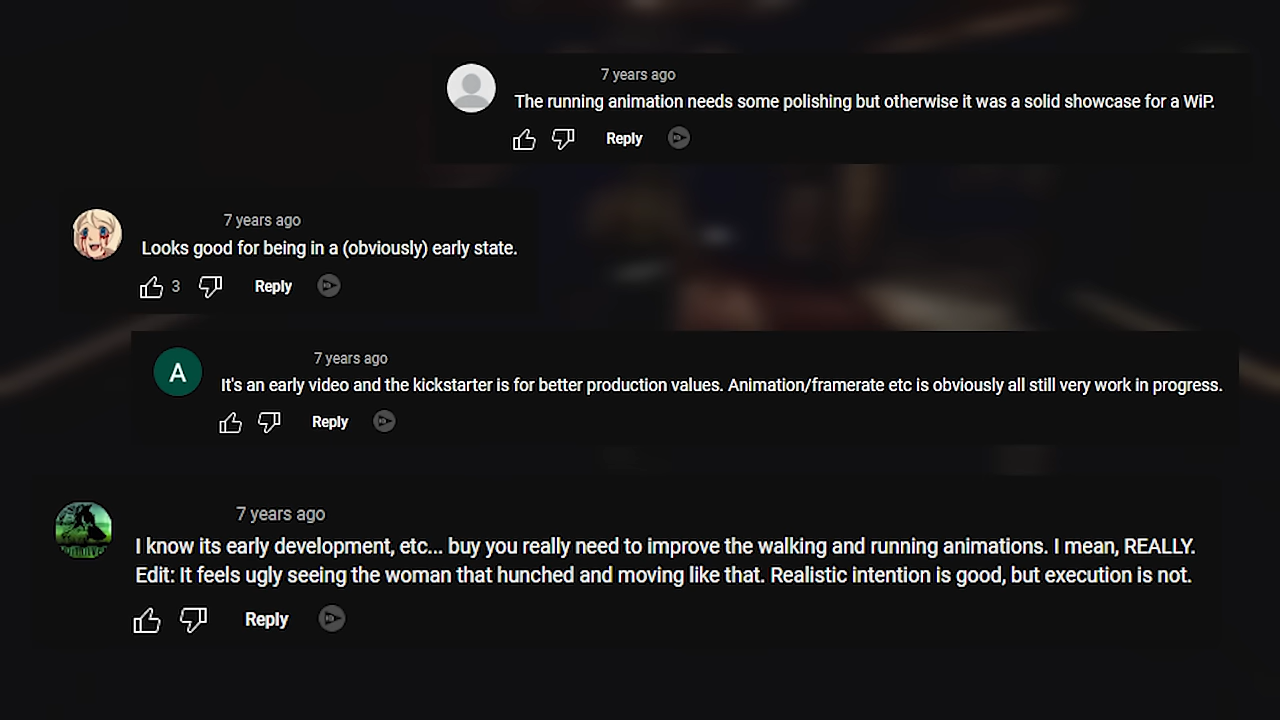 7 years ago
The running animation needs some polishing but otherwise it was a solid showcase for a WiP.
Reply
7 years ago
Looks good for being in a (obviously) early state.
3 Reply
A
7 years ago
It's an early video and the kickstarter is for better production values. Animation/framerate etc is obviously all still very work in progress.
Reply
7 years ago
I know its early development, etc... buy you really need to improve the walking and running animations. I mean, REALLY.
Edit: It feels ugly seeing the woman that hunched and moving like that. Realistic intention is good, but execution is not.
Reply